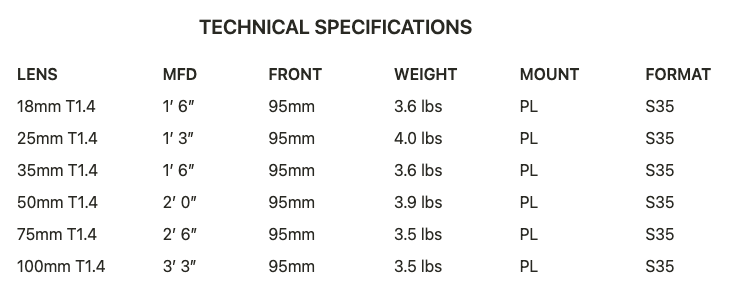 TECHNICAL SPECIFICATIONS
LENS MFD FRONT WEIGHT MOUNT FORMAT
18mm T1.4 1’ 6” 95mm 3.6 lbs PL S35
25mm T1.4 1’ 3” 95mm 4.0 lbs PL S35
35mm T1.4 1’ 6” 95mm 3.6 lbs PL S35
50mm T1.4 2’ 0” 95mm 3.9 lbs PL S35
75mm T1.4 2’ 6” 95mm 3.5 lbs PL S35
100mm T1.4 3’ 3” 95mm 3.5 lbs PL S35